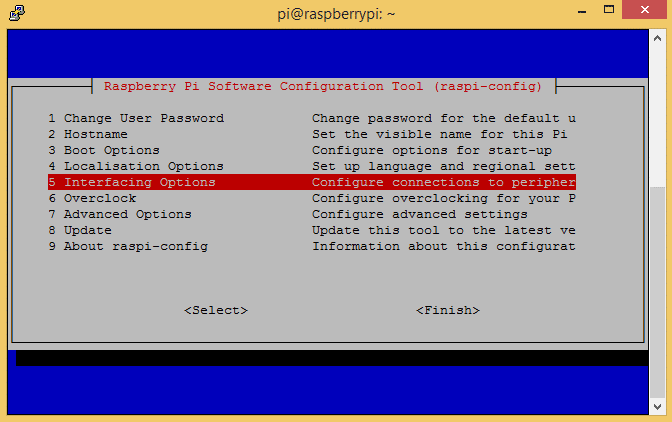 pi@raspberrypi: ~
Raspberry Pi Software Configuration Tool (raspi-config)
1 Change User Password Change password for the default u
2 Hostname Set the visible name for this Pi
3 Boot Options Configure options for start-up
4 Localisation Options Set up language and regional sett
5 Interfacing Options Configure connections to peripher
6 Overclock Configure overclocking for your P
7 Advanced Options Configure advanced settings
8 Update Update this tool to the latest ve
9 About raspi-config Information about this configurat
<Select> <Finish>